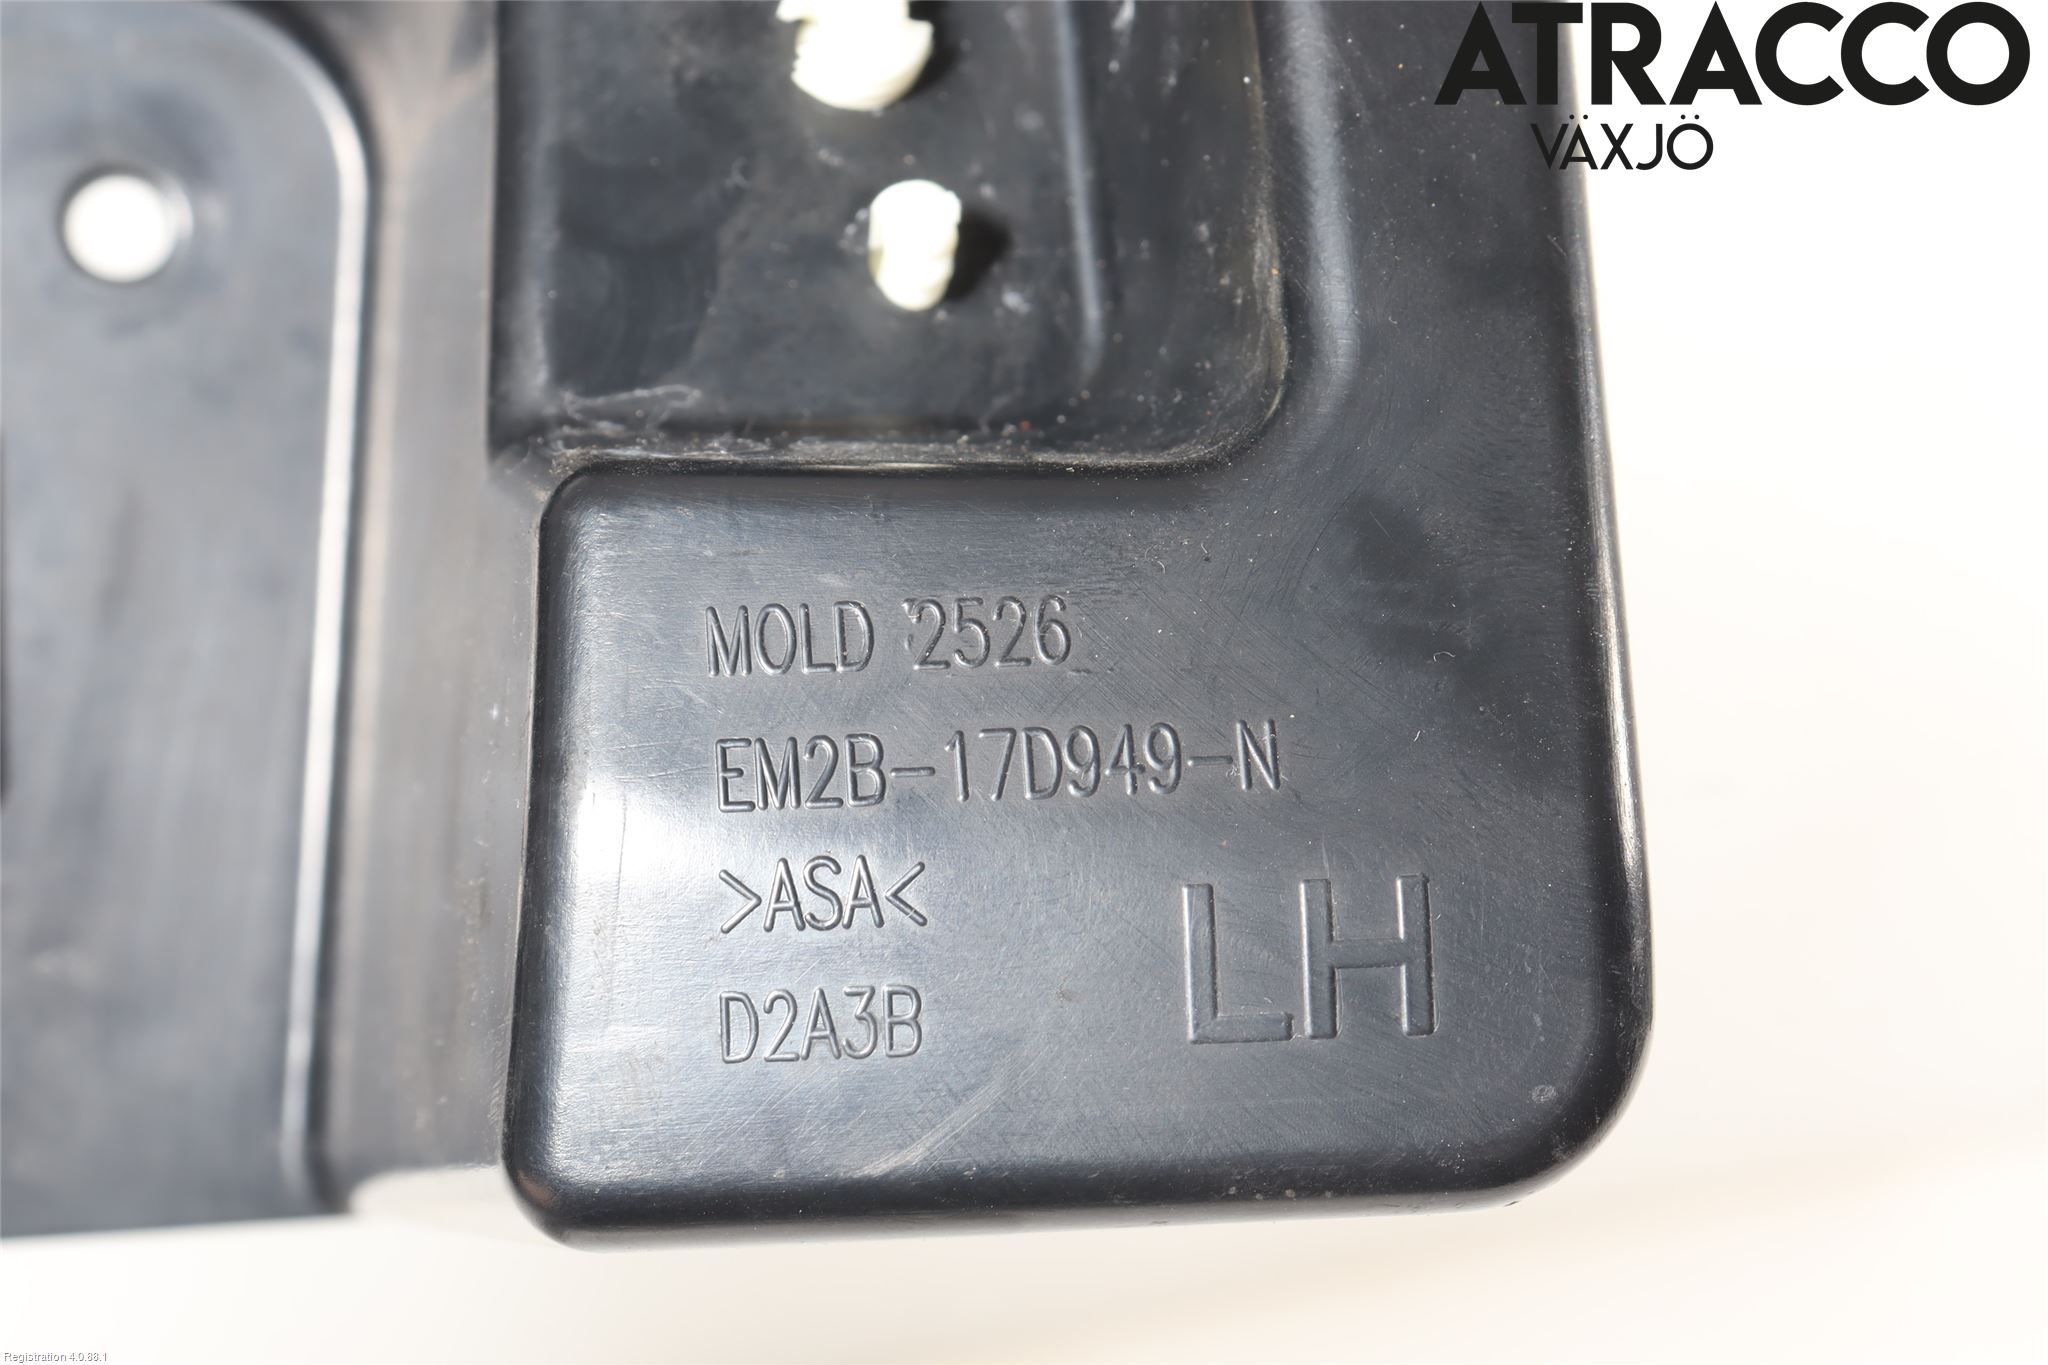 ATRACCO
VÄXJÖ
MOLD 2526
EM2B-17D949-N
>ASA<
LH
D2A3B
Registration 4.0.88.1